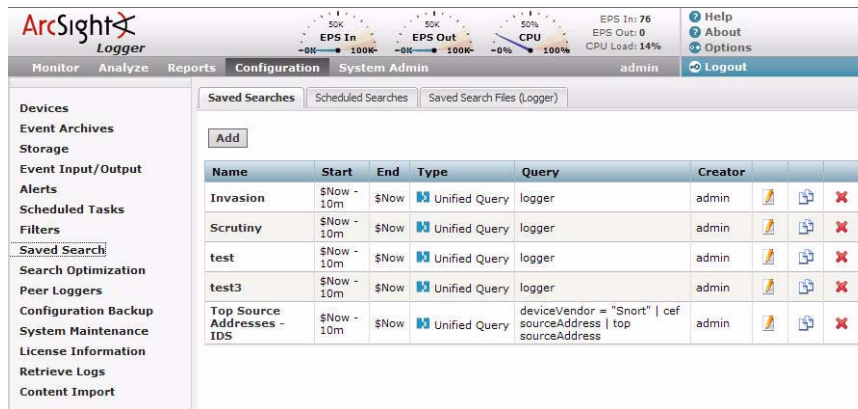 ArcSight
Logger
50K
EPS In
-0K 100K-
50K
EPS Out
-0K 100K-
50%
CPU
-0% 100%
EPS In: 76
EPS Out: 0
CPU Load: 14%
Help
About
Options
Monitor Analyze Reports Configuration System Admin admin Logout
Devices
Event Archives
Storage
Event Input/Output
Alerts
Scheduled Tasks
Filters
Saved Search
Search Optimization
Peer Loggers
Configuration Backup
System Maintenance
License Information
Retrieve Logs
Content Import
Saved Searches Scheduled Searches Saved Search Files (Logger)
Add
Name Start End Type Query Creator
Invasion $Now - 10m $Now Unified Query logger admin
Scrutiny $Now - 10m $Now Unified Query logger admin
test $Now - 10m $Now Unified Query logger admin
test3 $Now - 10m $Now Unified Query logger admin
Top Source Addresses - IDS $Now - 10m $Now Unified Query deviceVendor = "Snort" | cef sourceAddress | top sourceAddress admin